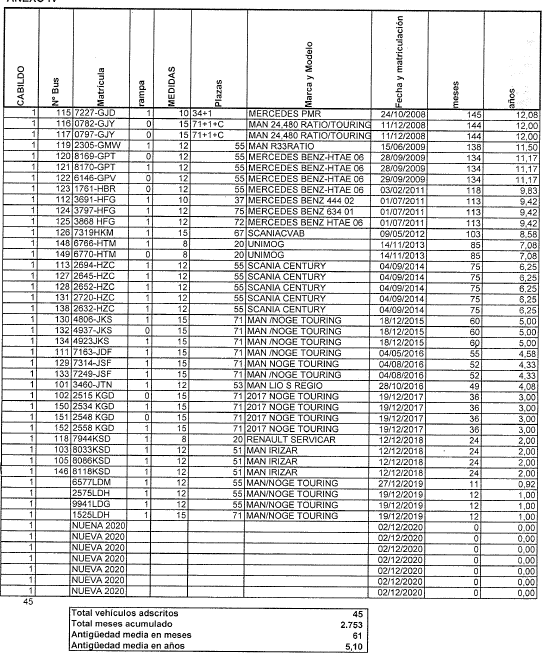 CABILDO Nº Bus Matrícula rampa MEDIDAS Plazas Marca y Modelo Fecha y matriculación meses años
1 115 7227-GJD 1 10 34+1 MERCEDES PMR 24/10/2008 145 12,08
1 116 0782-GJY 0 15 71+1+C MAN 24,480 RATIO/TOURING 11/12/2008 144 12,00
1 117 0797-GJY 0 15 71+1+C MAN 24,480 RATIO/TOURING 11/12/2008 144 12,00
1 119 2305-GMW 1 12 55 MAN R33RATIO 15/06/2009 138 11,50
1 120 8169-GPT 0 12 55 MERCEDES BENZ-HTAE 06 28/09/2009 134 11,17
1 121 8170-GPT 1 12 55 MERCEDES BENZ-HTAE 06 28/09/2009 134 11,17
1 122 6146-GPV 0 12 55 MERCEDES BENZ-HTAE 06 29/09/2009 134 11,17
1 123 1761-HBR 0 12 55 MERCEDES BENZ-HTAE 06 03/02/2011 118 9,83
1 112 3691-HFG 1 10 37 MERCEDES BENZ 444 02 01/07/2011 113 9,42
1 124 3797-HFG 1 12 75 MERCEDES BENZ 634 01 01/07/2011 113 9,42
1 125 3868 HFG 1 12 72 MERCEDES BENZ HTAE 06 01/07/2011 113 9,42
1 126 7319HKM 1 15 67 SCANIACVAB 09/05/2012 103 8,58
1 148 6766-HTM 1 8 20 UNIMOG 14/11/2013 85 7,08
1 149 6770-HTM 0 8 20 UNIMOG 14/11/2013 85 7,08
1 113 2694-HZC 1 12 55 SCANIA CENTURY 04/09/2014 75 6,25
1 127 2645-HZC 1 12 55 SCANIA CENTURY 04/09/2014 75 6,25
1 128 2652-HZC 1 12 55 SCANIA CENTURY 04/09/2014 75 6,25
1 131 2720-HZC 1 12 55 SCANIA CENTURY 04/09/2014 75 6,25
1 138 2632-HZC 1 12 55 SCANIA CENTURY 04/09/2014 75 6,25
1 130 4806-JKS 1 15 71 MAN /NOGE TOURING 18/12/2015 60 5,00
1 132 4937-JKS 0 15 71 MAN /NOGE TOURING 18/12/2015 60 5,00
1 134 4923JKS 1 15 71 MAN /NOGE TOURING 18/12/2015 60 5,00
1 111 7163-JDF 1 15 71 MAN /NOGE TOURING 04/05/2016 55 4,58
1 129 7314-JSF 1 15 71 MAN /NOGE TOURING 04/08/2016 52 4,33
1 133 7249-JSF 1 15 71 MAN /NOGE TOURING 04/08/2016 52 4,33
1 101 3460-JTN 1 12 53 MAN LIO S REGIO 28/10/2016 49 4,08
1 102 2515 KGD 0 15 71 2017 NOGE TOURING 19/12/2017 36 3,00
1 150 2534 KGD 1 15 71 2017 NOGE TOURING 19/12/2017 36 3,00
1 151 2548 KGD 0 15 71 2017 NOGE TOURING 19/12/2017 36 3,00
1 152 2558 KGD 1 15 71 2017 NOGE TOURING 19/12/2017 36 3,00
1 118 7944KSD 1 8 20 RENAULT SERVICAR 12/12/2018 24 2,00
1 103 8033KSD 1 12 51 MAN IRIZAR 12/12/2018 24 2,00
1 105 8086KSD 1 12 51 MAN IRIZAR 12/12/2018 24 2,00
1 146 8118KSD 1 12 51 MAN IRIZAR 12/12/2018 24 2,00
1 6577LDM 1 12 55 MAN/NOGE TOURING 27/12/2019 11 0,92
1 2575LDH 1 12 55 MAN/NOGE TOURING 19/12/2019 12 1,00
1 9941LDG 1 12 55 MAN/NOGE TOURING 19/12/2019 12 1,00
1 1525LDH 1 15 71 MAN/NOGE TOURING 19/12/2019 12 1,00
1 NUENA 2020 02/12/2020 0 0,00
1 NUEVA 2020 02/12/2020 0 0,00
1 NUEVA 2020 02/12/2020 0 0,00
1 NUEVA 2020 02/12/2020 0 0,00
1 NUEVA 2020 02/12/2020 0 0,00
1 NUEVA 2020 02/12/2020 0 0,00
1 NUEVA 2020 02/12/2020 0 0,00
45
Total vehículos adscritos 45
Total meses acumulado 2.753
Antigüedad media en meses 61
Antigüedad media en años 5,10